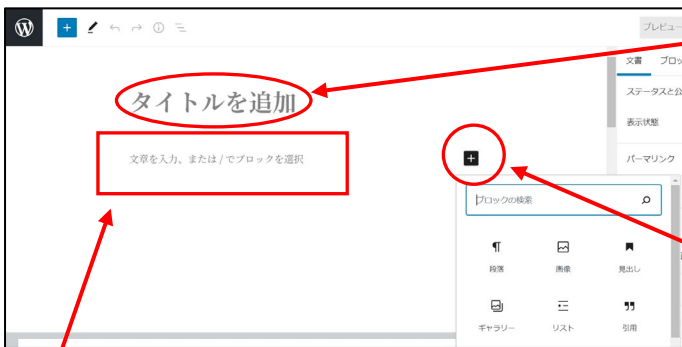 プレビュー
文書 ブロッ
タイトルを追加
ステータスと公
表示状態
文章を入力、または / でブロックを選択
パーマリンク
ブロックの検索
段落 画像 見出し
ギャラリー リスト 引用